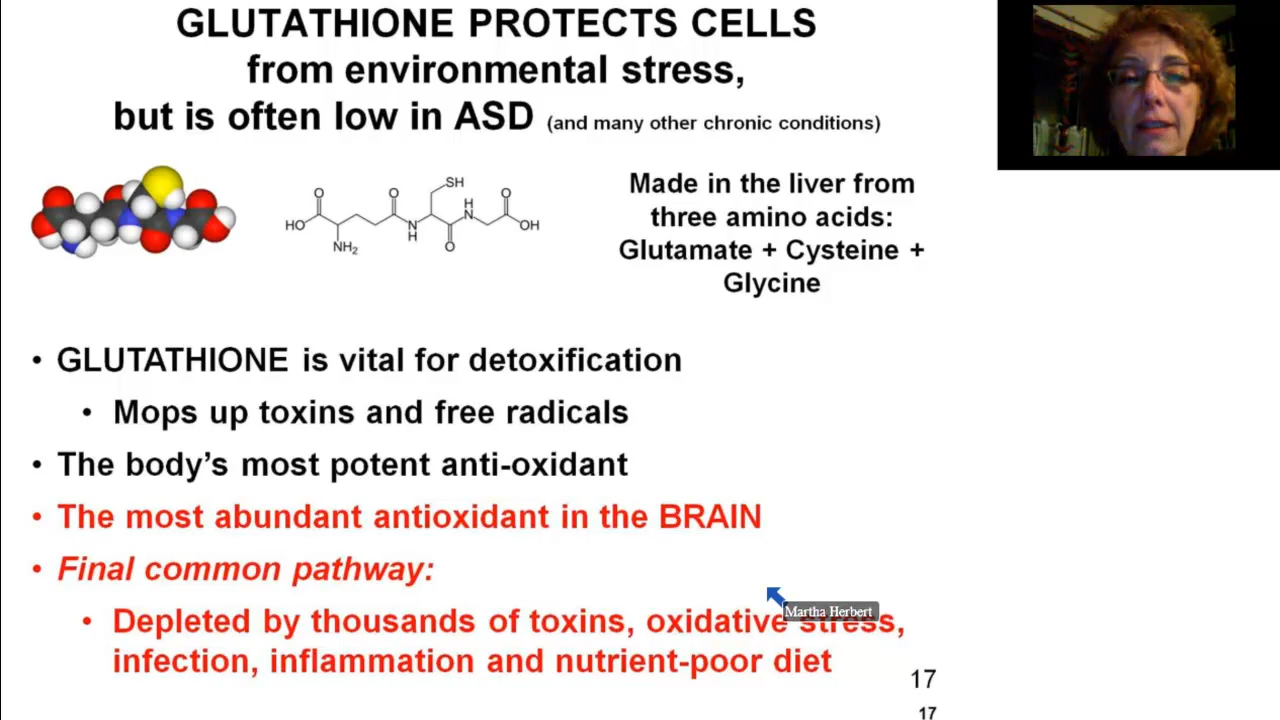 GLUTATHIONE PROTECTS CELLS
from environmental stress,
but is often low in ASD (and many other chronic conditions)
O
HO
NH2
O
N
H
SH
O
H
N
O
OH
Made in the liver from
three amino acids:
Glutamate + Cysteine +
Glycine
• GLUTATHIONE is vital for detoxification
• Mops up toxins and free radicals
• The body’s most potent anti-oxidant
• The most abundant antioxidant in the BRAIN
• Final common pathway:
Martha Herbert
• Depleted by thousands of toxins, oxidative stress,
infection, inflammation and nutrient-poor diet
17
17